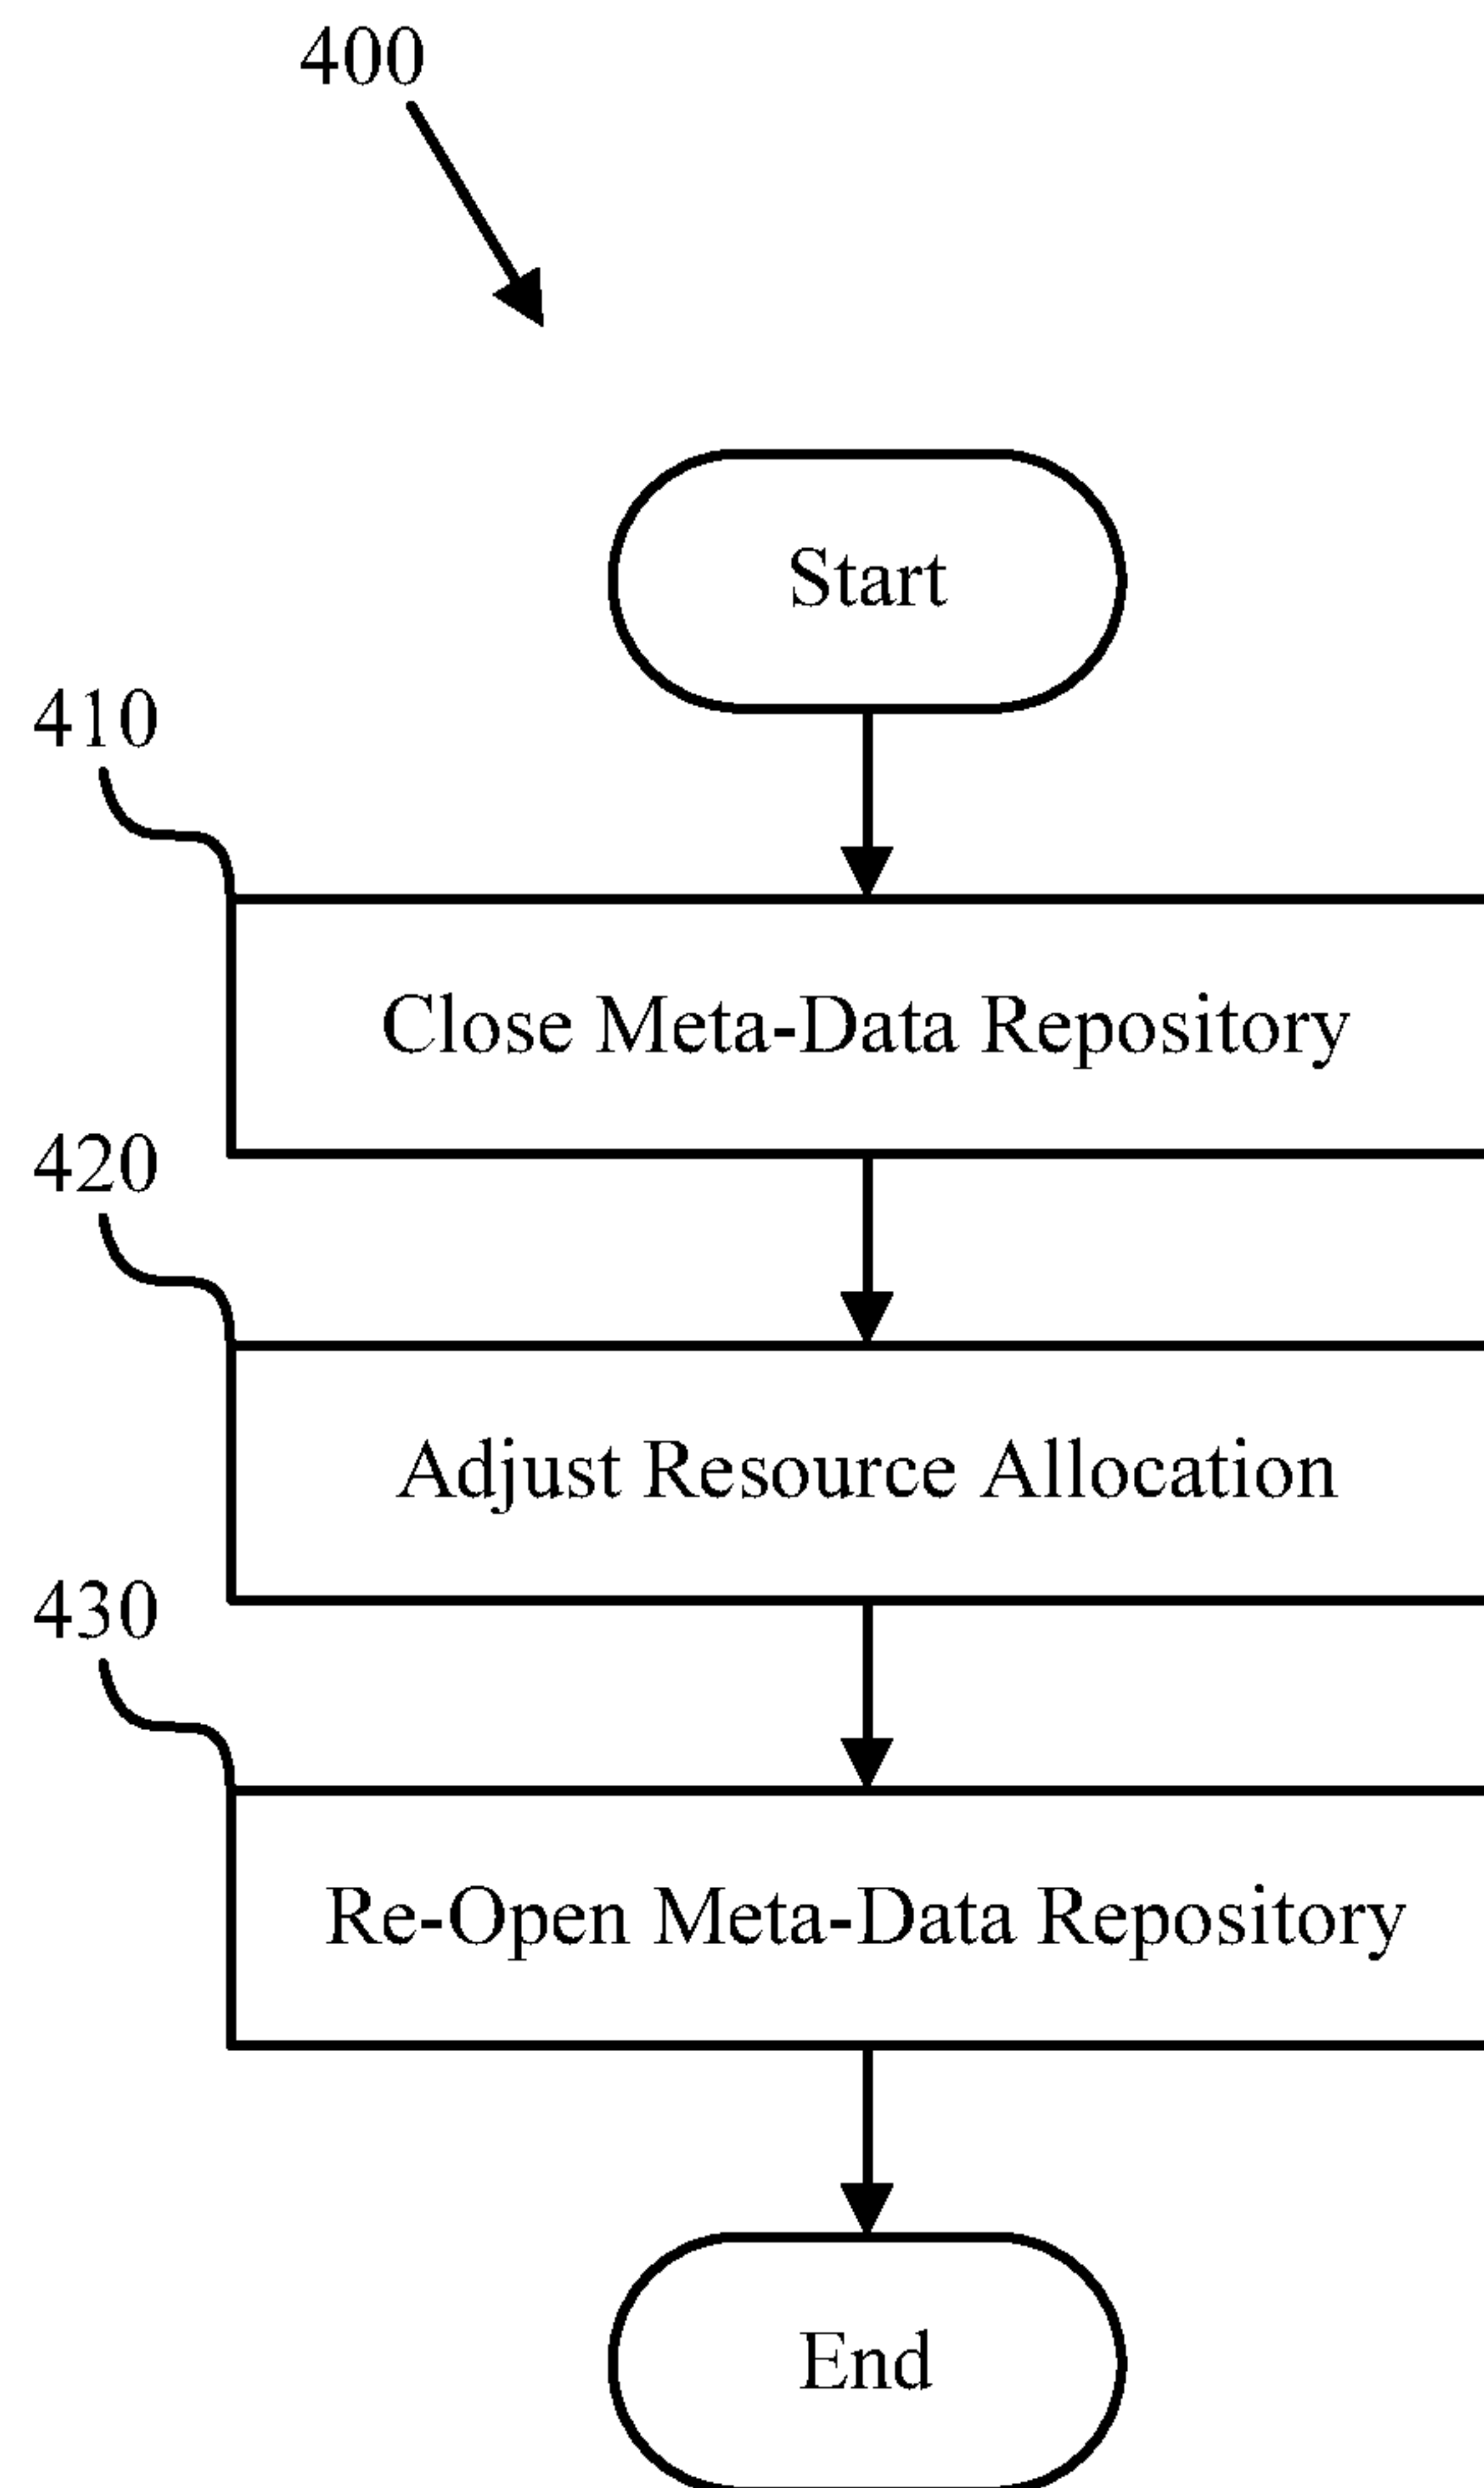 400
Start
410
Close Meta-Data Repository
420
Adjust Resource Allocation
430
Re-Open Meta-Data Repository
End